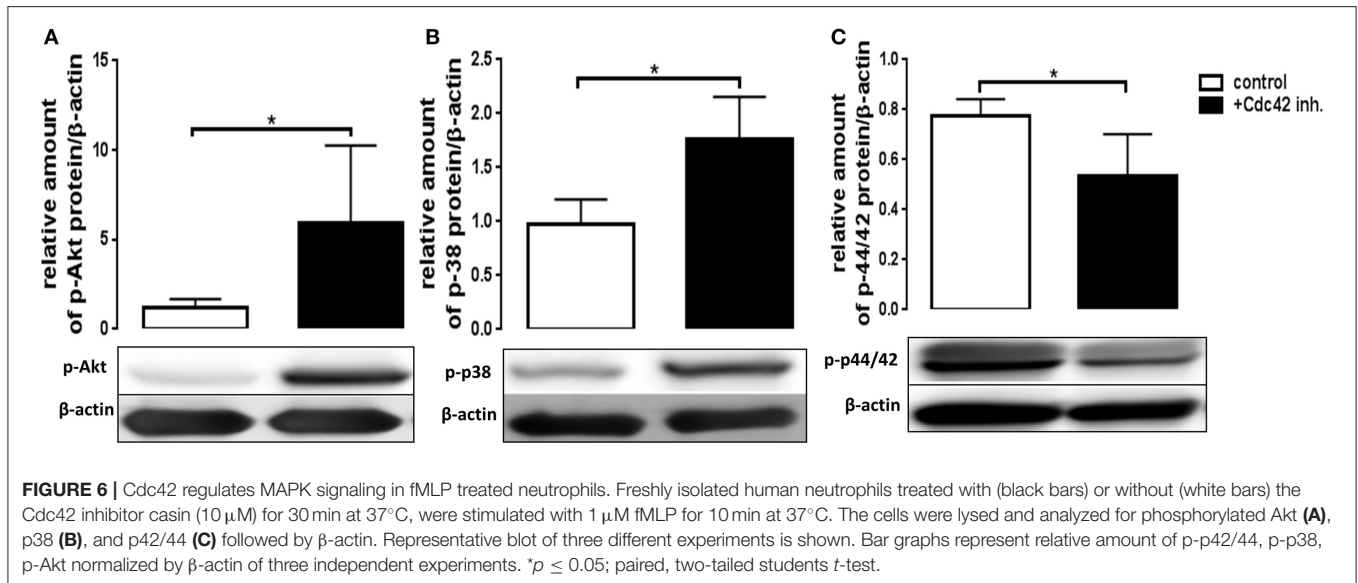 A
relative amount
of p-Akt protein/β-actin
15
10
5
0
*
p-Akt
β-actin
B
relative amount
of p-38 protein/β-actin
2.5
2.0
1.5
1.0
0.5
0.0
*
p-p38
β-actin
C
relative amount
of p-44/42 protein/β-actin
1.0
0.8
0.6
0.4
0.2
0.0
*
p-p44/42
β-actin
control
+Cdc42 inh.
FIGURE 6 | Cdc42 regulates MAPK signaling in fMLP treated neutrophils. Freshly isolated human neutrophils treated with (black bars) or without (white bars) the
Cdc42 inhibitor casin (10 μM) for 30 min at 37°C, were stimulated with 1 μM fMLP for 10 min at 37°C. The cells were lysed and analyzed for phosphorylated Akt (A),
p38 (B), and p42/44 (C) followed by β-actin. Representative blot of three different experiments is shown. Bar graphs represent relative amount of p-p42/44, p-p38,
p-Akt normalized by β-actin of three independent experiments. *p ≤ 0.05; paired, two-tailed students t-test.